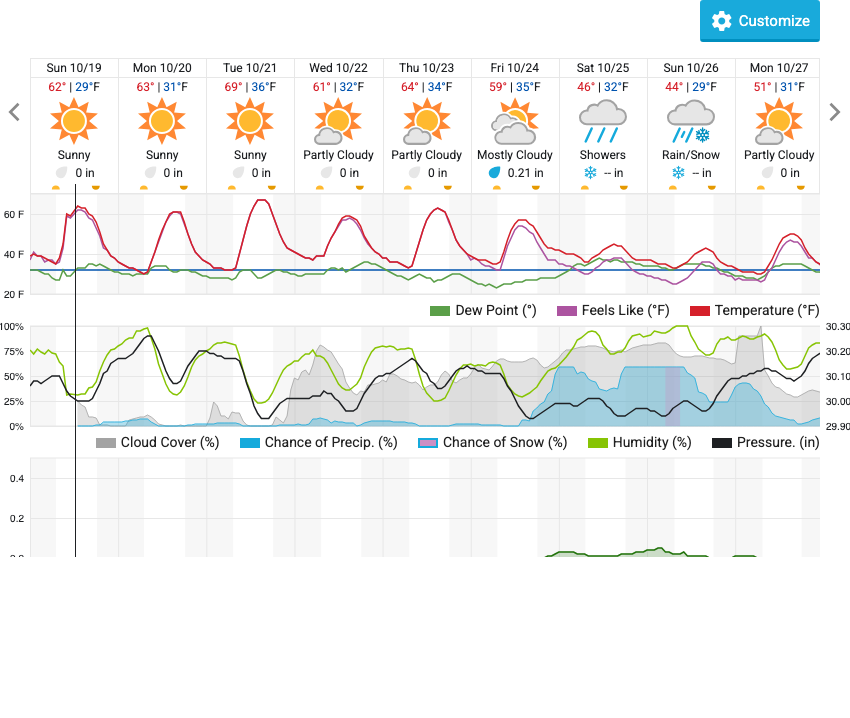 Customize
Sun 10/19 Mon 10/20 Tue 10/21 Wed 10/22 Thu 10/23 Fri 10/24 Sat 10/25 Sun 10/26 Mon 10/27
62° | 29°F 63° | 31°F 69° | 36°F 61° | 32°F 64° | 34°F 59° | 35°F 46° | 32°F 44° | 29°F 51° | 31°F
Sunny Sunny Sunny Partly Cloudy Partly Cloudy Mostly Cloudy Showers Rain/Snow Partly Cloudy
0 in 0 in 0 in 0 in 0 in 0.21 in -- in -- in 0 in
60 F
40 F
20 F
Dew Point (°) Feels Like (°F) Temperature (°F)
100% 30.30
75% 30.20
50% 30.10
25% 30.00
0% 29.90
Cloud Cover (%) Chance of Precip. (%) Chance of Snow (%) Humidity (%) Pressure. (in)
0.4
0.2
0.0